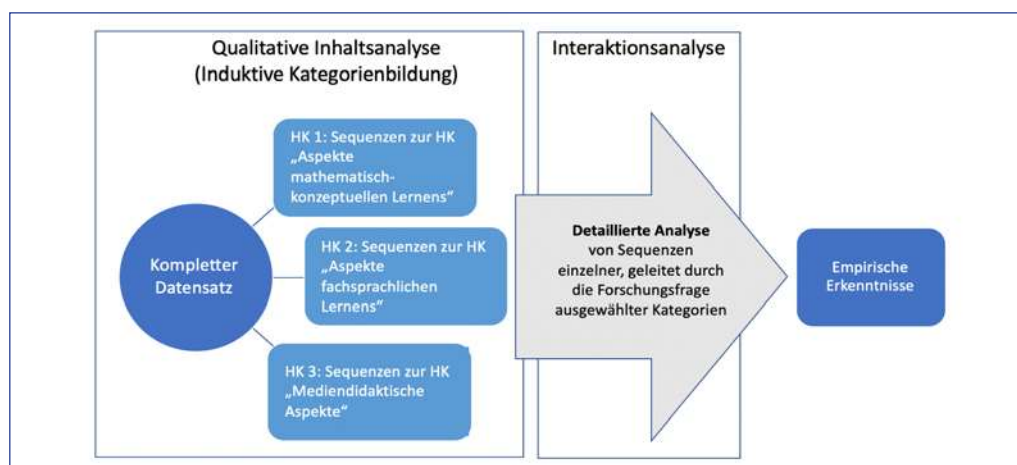 Qualitative Inhaltsanalyse
(Induktive Kategorienbildung)
Interaktionsanalyse
Kompletter
Datensatz
HK 1: Sequenzen zur HK
„Aspekte
mathematisch-
konzeptuellen Lernens“
HK 2: Sequenzen zur HK
„Aspekte
fachsprachlichen
Lernens“
HK 3: Sequenzen zur HK
„Mediendidaktische
Aspekte“
Detaillierte Analyse
von Sequenzen
einzelner, geleitet durch
die Forschungsfrage
ausgewählter Kategorien
Empirische
Erkenntnisse